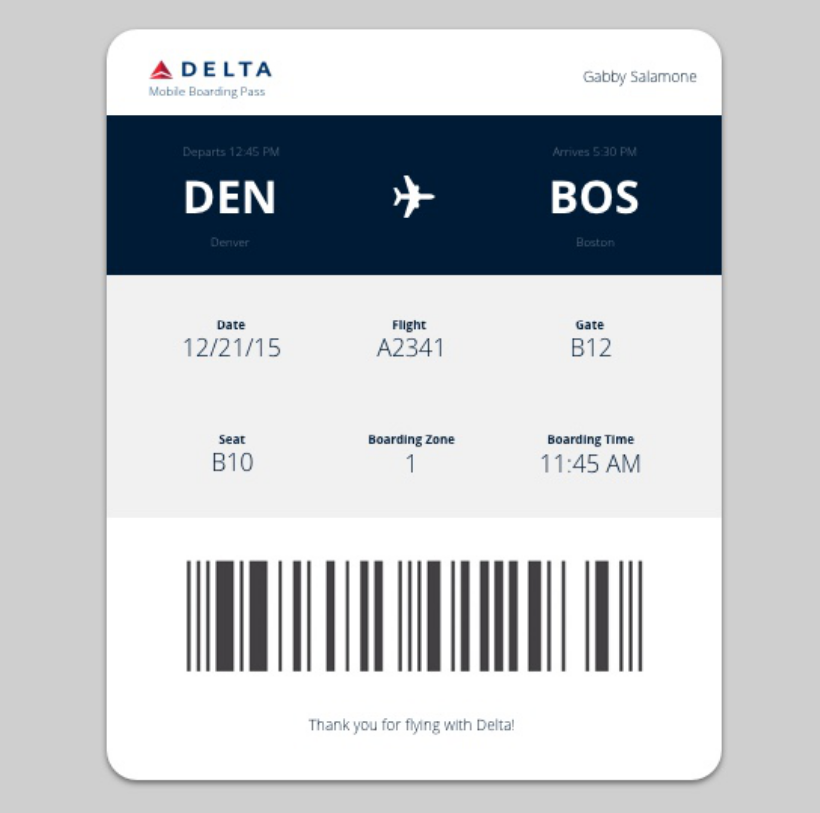 DELTA
Mobile Boarding Pass
Gabby Salamone
Departs 12:45 PM
Arrives 5:30 PM
DEN
BOS
Denver
Boston
Date
Flight
Gate
12/21/15
A2341
B12
Seat
Boarding Zone
Boarding Time
B10
1
11:45 AM
Thank you for flying with Delta!